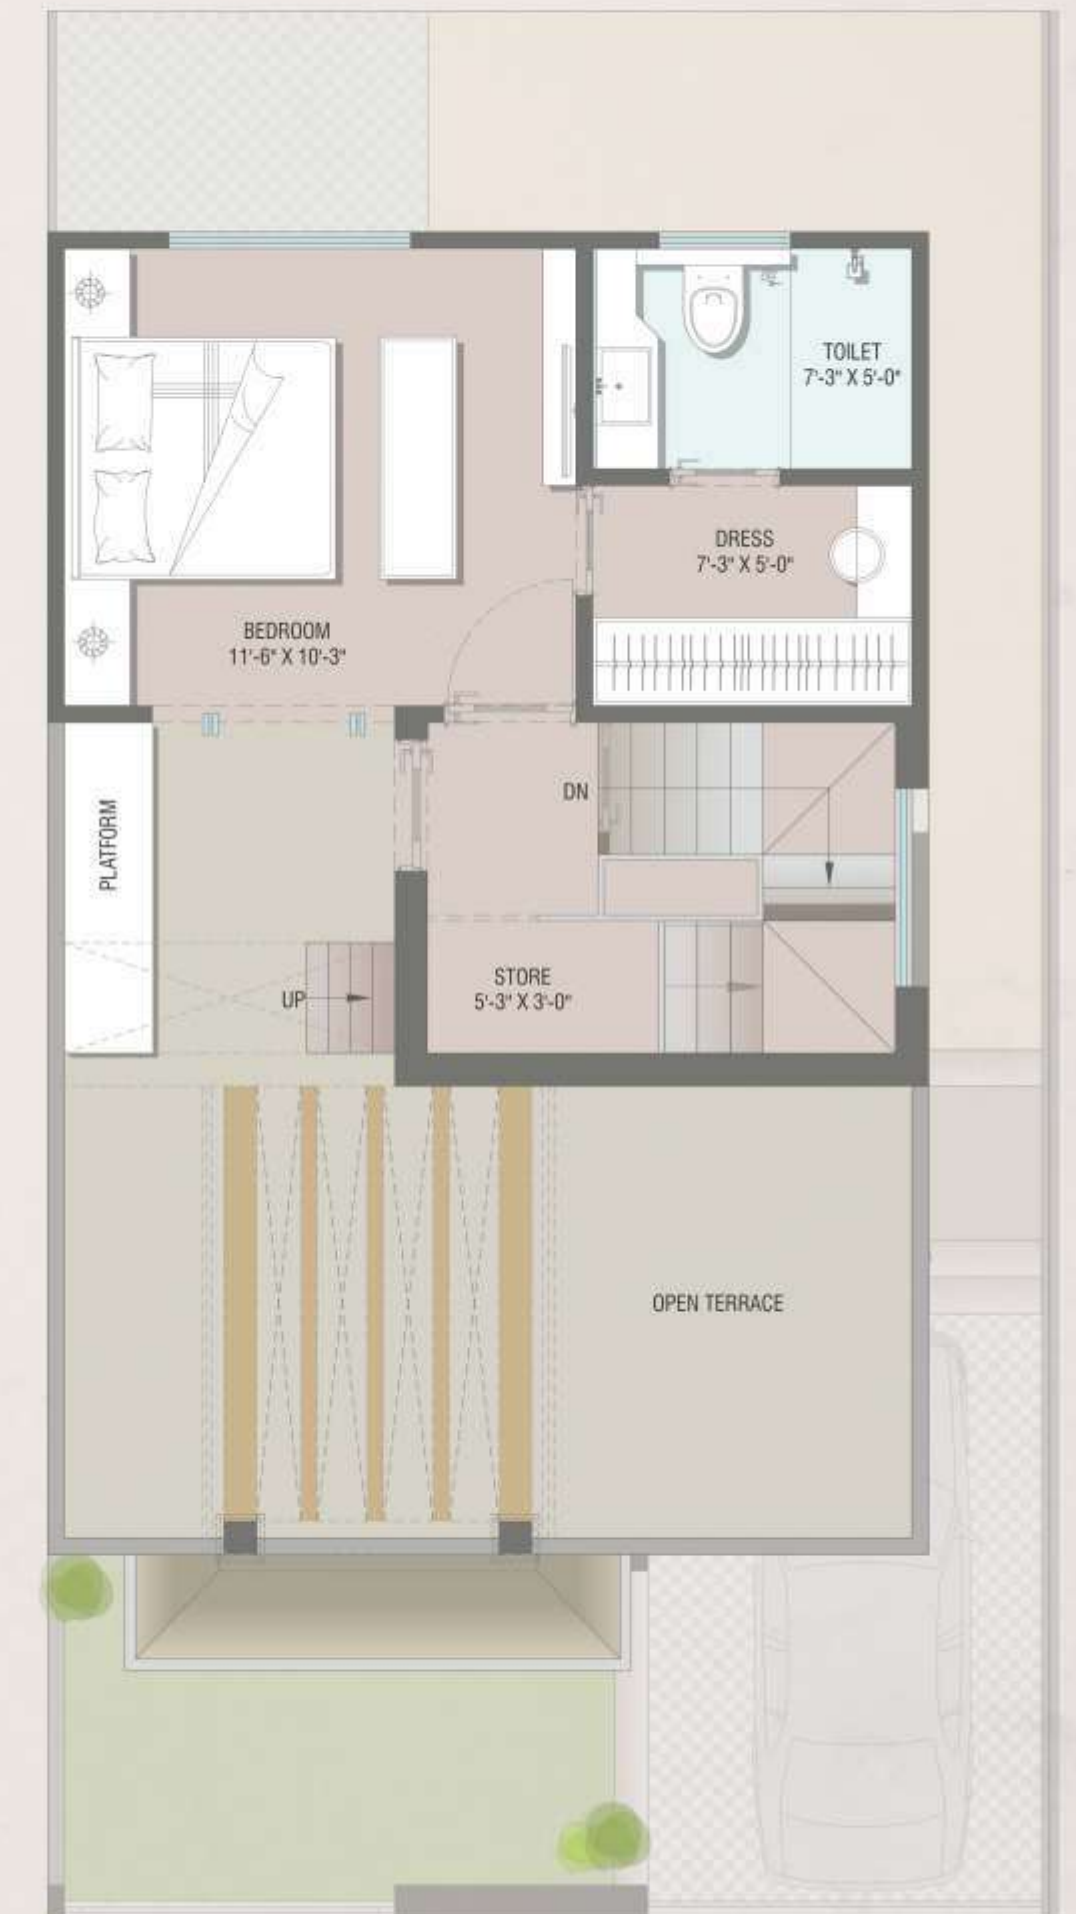 TOILET
7'-3" X 5'-0"
DRESS
7'-3" X 5'-0"
BEDROOM
11'-6" X 10'-3"
DN
PLATFORM
STORE
5'-3" X 3'-0"
UP
OPEN TERRACE